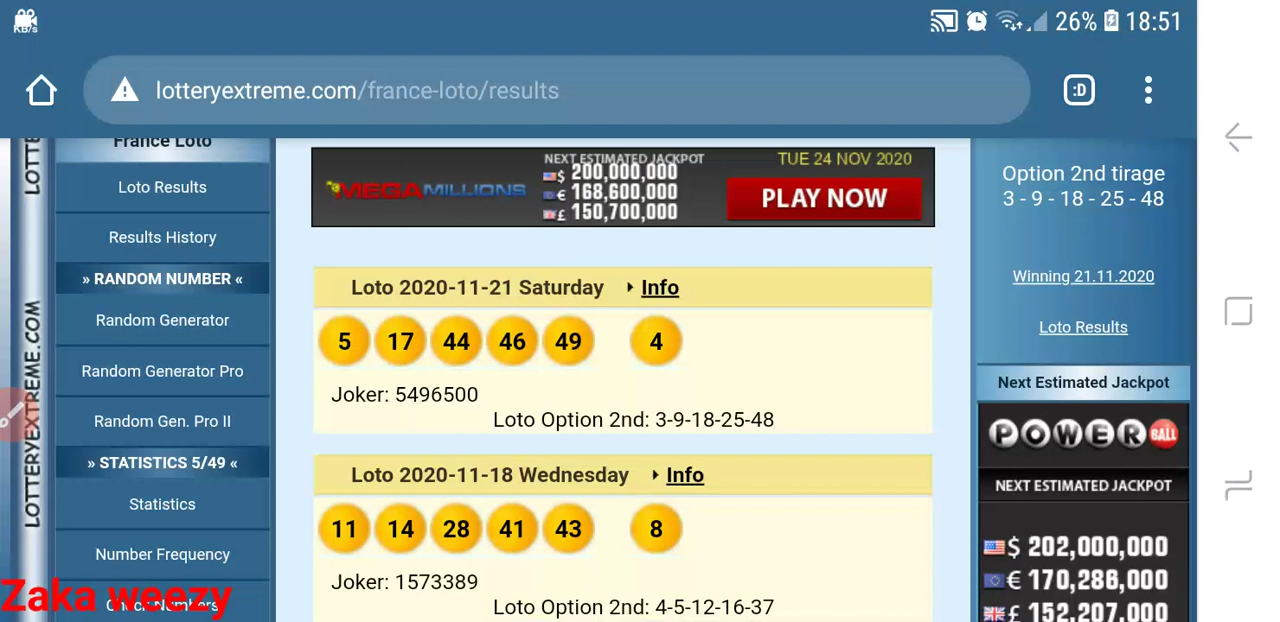 KB/s
26%
18:51
lotteryextreme.com/france-loto/results
:D
LOTTERYEXTREME.COM
France Loto
Loto Results
Results History
» RANDOM NUMBER «
Random Generator
Random Generator Pro
Random Gen. Pro II
» STATISTICS 5/49 «
Statistics
Number Frequency
Check Numbers
Zaka weezy
MEGAMILLIONS
NEXT ESTIMATED JACKPOT
$ 200,000,000
€ 168,600,000
£ 150,700,000
TUE 24 NOV 2020
PLAY NOW
Loto 2020-11-21 Saturday Info
5 17 44 46 49 4
Joker: 5496500
Loto Option 2nd: 3-9-18-25-48
Loto 2020-11-18 Wednesday Info
11 14 28 41 43 8
Joker: 1573389
Loto Option 2nd: 4-5-12-16-37
Option 2nd tirage
3 - 9 - 18 - 25 - 48
Winning 21.11.2020
Loto Results
Next Estimated Jackpot
POWER BALL
NEXT ESTIMATED JACKPOT
$ 202,000,000
€ 170,286,000
£ 152,207,000